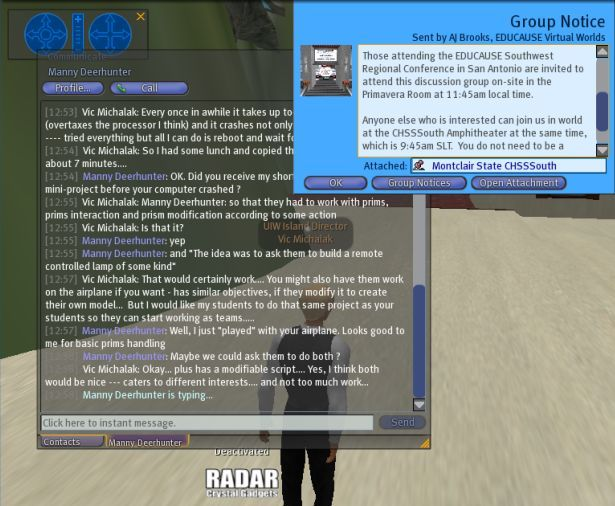 Group Notice
Sent by AJ Brooks, EDUCAUSE Virtual Worlds
Those attending the EDUCAUSE Southwest
Regional Conference in San Antonio are invited to
attend this discussion group on-site in the
Primavera Room at 11:45am local time.
Anyone else who is interested can join us in world
at the CHSSSouth Amphitheater at the same time,
which is 9:45am SLT. You do not need to be a
Attached: Montclair State CHSSSouth
OK Group Notices Open Attachment
Communicate
Manny Deerhunter
Profile... Call
[12:53] Vic Michalak: Every once in awhile it takes up to
(overtaxes the processor I think) and it crashes not only
---- tried everything but all I can do is reboot and wait fo
[12:54] Vic Michalak: So I had some lunch and copied th
about 7 minutes....
[12:54] Manny Deerhunter: OK. Did you receive my shor
mini-project before your computer crashed ?
[12:55] Vic Michalak: Manny Deerhunter: so that they had to work with prims,
prims interaction and prism modification according to some action
[12:55] Vic Michalak: Is that it?
[12:55] Manny Deerhunter: yep
[12:55] Manny Deerhunter: and "The idea was to ask them to build a remote
controlled lamp of some kind"
[12:57] Vic Michalak: That would certainly work.... You might also have them work
on the airplane if you want - has similar objectives, if they modify it to create
their own model... But I would like my students to do that same project as your
students so they can start working as teams.....
[12:57] Manny Deerhunter: Well, I just "played" with your airplane. Looks good to
me for basic prims handling
[12:58] Manny Deerhunter: Maybe we could ask them to do both ?
[12:58] Vic Michalak: Okay... plus has a modifiable script.... Yes, I think both
would be nice --- caters to different interests.... and not too much work...
[12:58] Manny Deerhunter is typing...
UIW Island Director
Vic Michalak
Click here to instant message. Send
Contacts Manny Deerhunter
Deactivated
RADAR
Crystal Gadgets